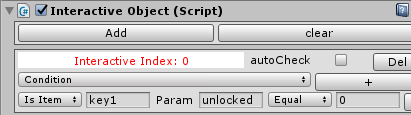 Interactive Object (Script)
Add clear
Interactive Index: 0 autoCheck Del
Condition +
Is Item key1 Param unlocked Equal 0